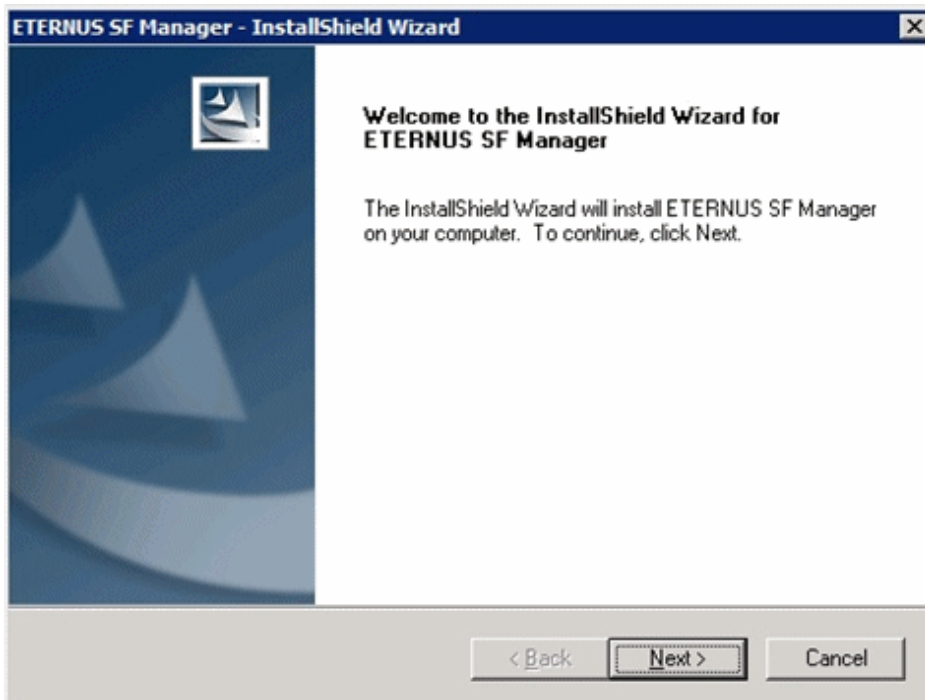 ETERNUS SF Manager - InstallShield Wizard
Welcome to the InstallShield Wizard for
ETERNUS SF Manager
The InstallShield Wizard will install ETERNUS SF Manager
on your computer. To continue, click Next.
< Back
Next >
Cancel